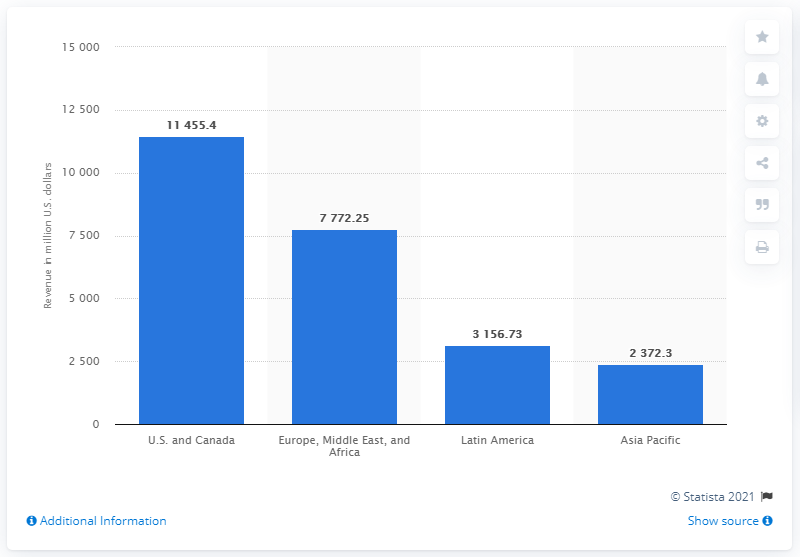 15 000
12 500
10 000
7 500
5 000
2 500
0
Revenue in million U.S. dollars
11 455.4
7 772.25
3 156.73
2 372.3
U.S. and Canada
Europe, Middle East, and
Africa
Latin America
Asia Pacific
© Statista 2021
Additional Information
Show source